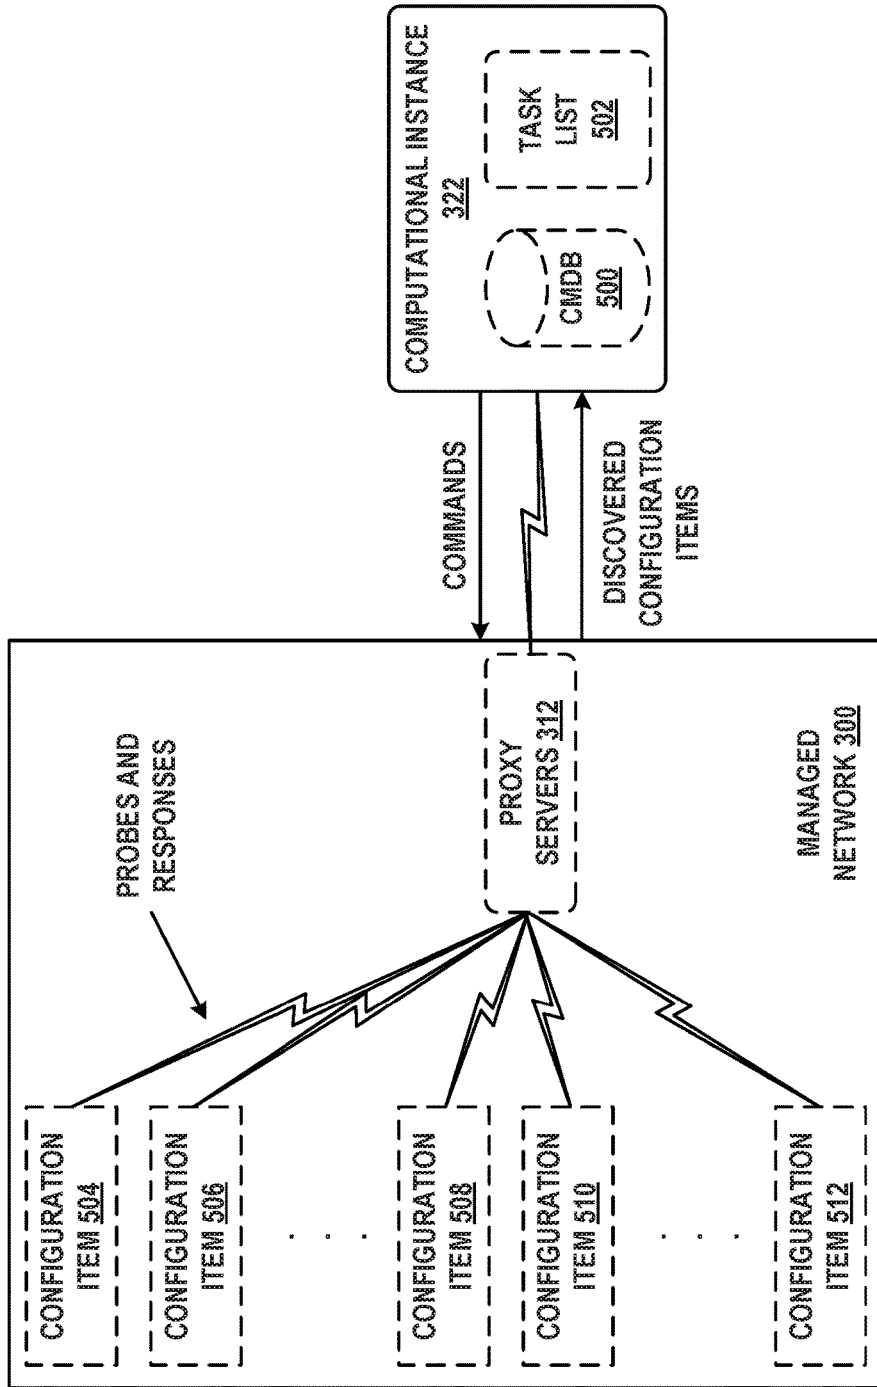 COMPUTATIONAL INSTANCE
322
CMDB
500
TASK
LIST
502
COMMANDS
DISCOVERED
CONFIGURATION
ITEMS
PROBES AND
RESPONSES
PROXY
SERVERS 312
MANAGED
NETWORK 300
CONFIGURATION
ITEM 504
CONFIGURATION
ITEM 506
. . .
CONFIGURATION
ITEM 508
CONFIGURATION
ITEM 510
. . .
CONFIGURATION
ITEM 512